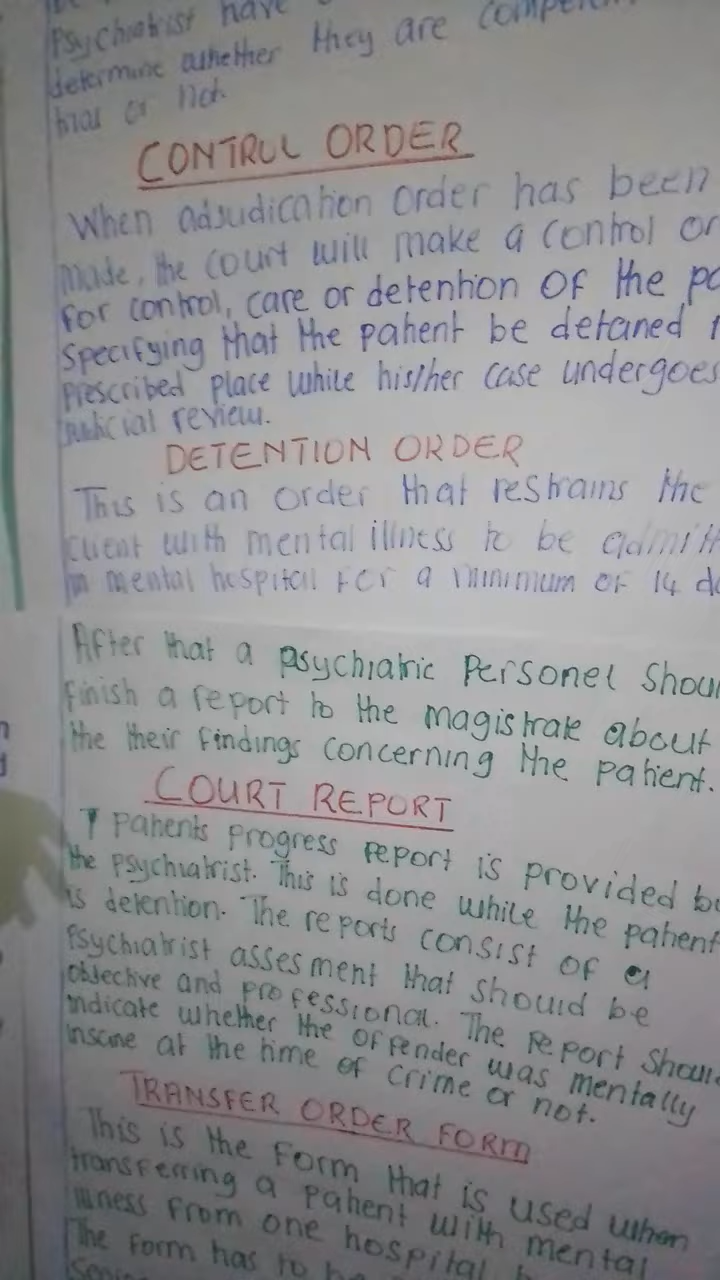 Psychiatrist have
determine whether they are
or not.
CONTROL ORDER
When adjudication order has been
made, the court will make a control or
for control, care or detention of the pa
specifying that the patient be detaned
prescribed place while his/her case undergoes
judicial review.
DETENTION ORDER
This is an order that restrains the
client with mental illness to be admitt
in mental hospital for a minimum of 14 da
After that a psychiatric personel shou
finish a report to the magistrate about
the their findings concerning the patient.
COURT REPORT
patients progress report is provided by
the psychiatrist. This is done while the patient
is detention. The reports consist of a
psychiatrist assesment that should be
objective and professional. The report shoul
indicate whether the offender was mentally
insane at the time of crime or not.
TRANSFER ORDER FORM
This is the form that is used when
transferring a patient with mental
illness from one hospital
The form has to be